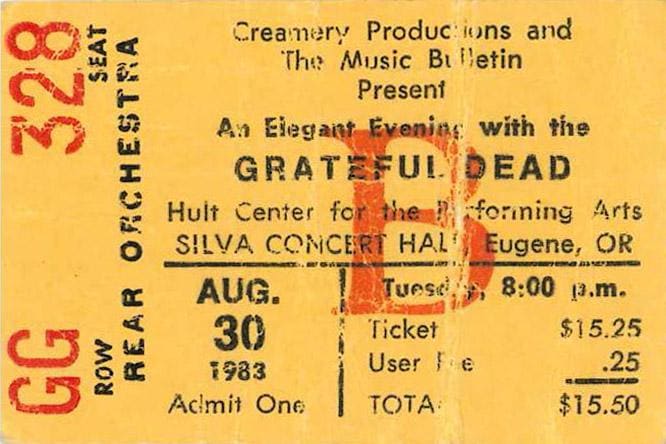 Creamery Productions and
The Music Bulletin
Present
An Elegant Evening with the
GRATEFUL DEAD
Hult Center for the Performing Arts
SILVA CONCERT HALL, Eugene, OR
AUG.
30
1983
Admit One
Tuesday, 8:00 p.m.
Ticket $15.25
User Fee .25
TOTAL $15.50
B
SEAT 328
REAR ORCHESTRA
ROW GG